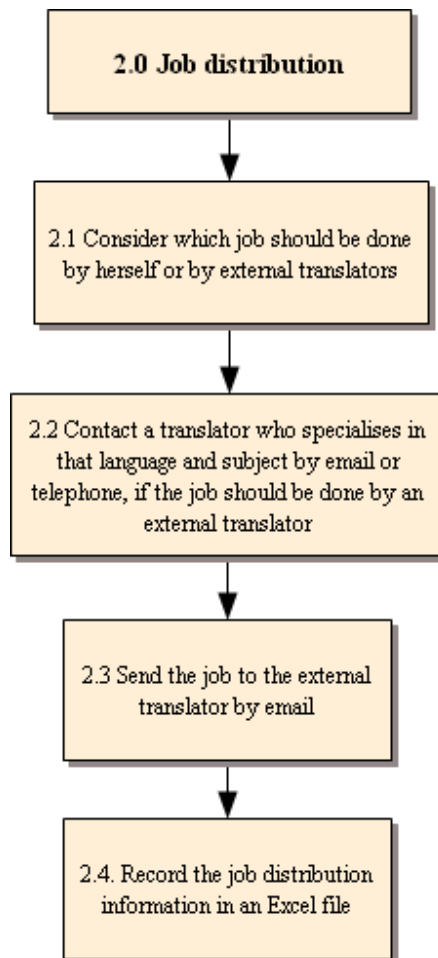 2.0 Job distribution
2.1 Consider which job should be done
by herself or by external translators
2.2 Contact a translator who specialises in
that language and subject by email or
telephone, if the job should be done by an
external translator
2.3 Send the job to the external
translator by email
2.4. Record the job distribution
information in an Excel file